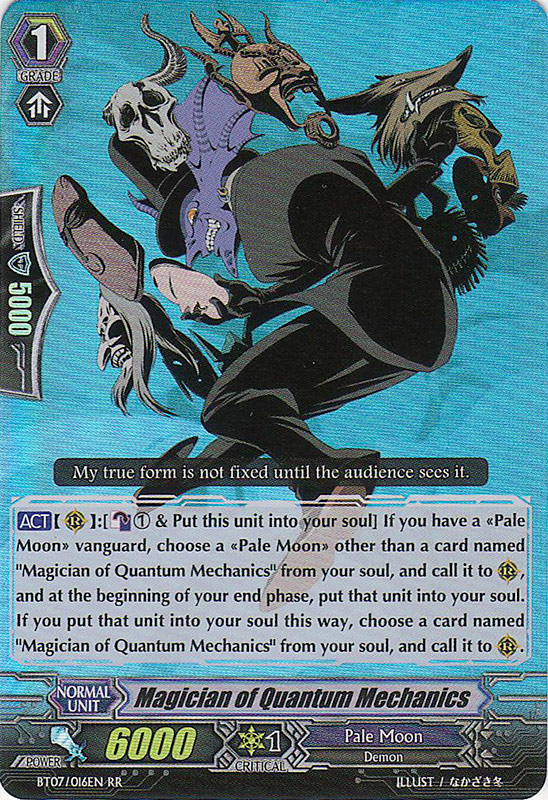 1
GRADE
SHIELD
5000
My true form is not fixed until the audience sees it.
ACT【R】:[①& Put this unit into your soul] If you have a «Pale
Moon» vanguard, choose a «Pale Moon» other than a card named
"Magician of Quantum Mechanics" from your soul, and call it to R,
and at the beginning of your end phase, put that unit into your soul.
If you put that unit into your soul this way, choose a card named
"Magician of Quantum Mechanics" from your soul, and call it to R.
NORMAL
UNIT
Magician of Quantum Mechanics
POWER
6000
1
CRITICAL
Pale Moon
Demon
BT07/016EN RR
ILLUST / なかざき冬